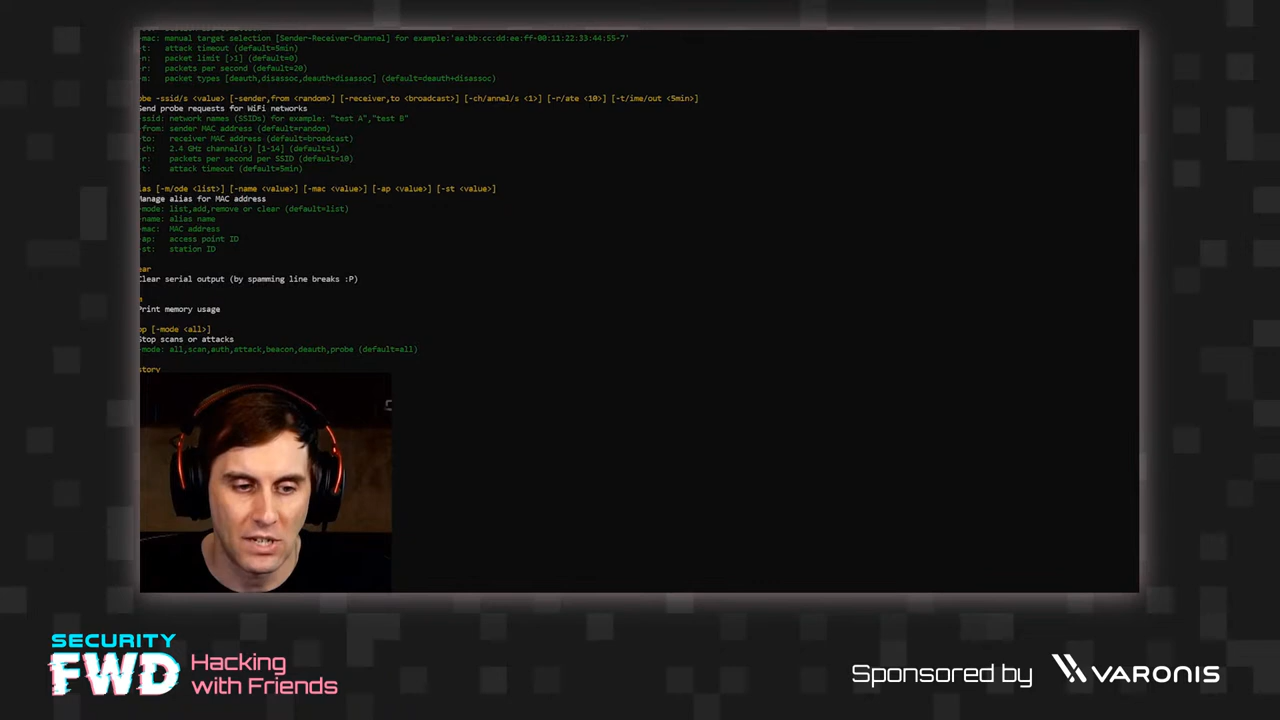 -mac: manual target selection [Sender-Receiver-Channel] for example:'aa:bb:cc:dd:ee:ff-00:11:22:33:44:55-7'
-t: attack timeout (default=5min)
-n: packet limit [>1] (default=0)
-r: packets per second (default=20)
-m: packet types [deauth,disassoc,deauth+disassoc] (default=deauth+disassoc)
obe -ssid/s <value> [-sender,from <random>] [-receiver,to <broadcast>] [-ch/annel/s <1>] [-r/ate <10>] [-t/ime/out <5min>]
Send probe requests for WiFi networks
-ssid: network names (SSIDs) for example: "test A","test B"
-from: sender MAC address (default=random)
-to: receiver MAC address (default=broadcast)
-ch: 2.4 GHz channel(s) [1-14] (default=1)
-r: packets per second per SSID (default=10)
-t: attack timeout (default=5min)
ias [-m/ode <list>] [-name <value>] [-mac <value>] [-ap <value>] [-st <value>]
Manage alias for MAC address
-mode: list,add,remove or clear (default=list)
-name: alias name
-mac: MAC address
-ap: access point ID
-st: station ID
ear
Clear serial output (by spamming line breaks :P)
m
Print memory usage
op [-mode <all>]
Stop scans or attacks
-mode: all,scan,auth,attack,beacon,deauth,probe (default=all)
story
SECURITY
FWD
Hacking
with Friends
Sponsored by VARONIS